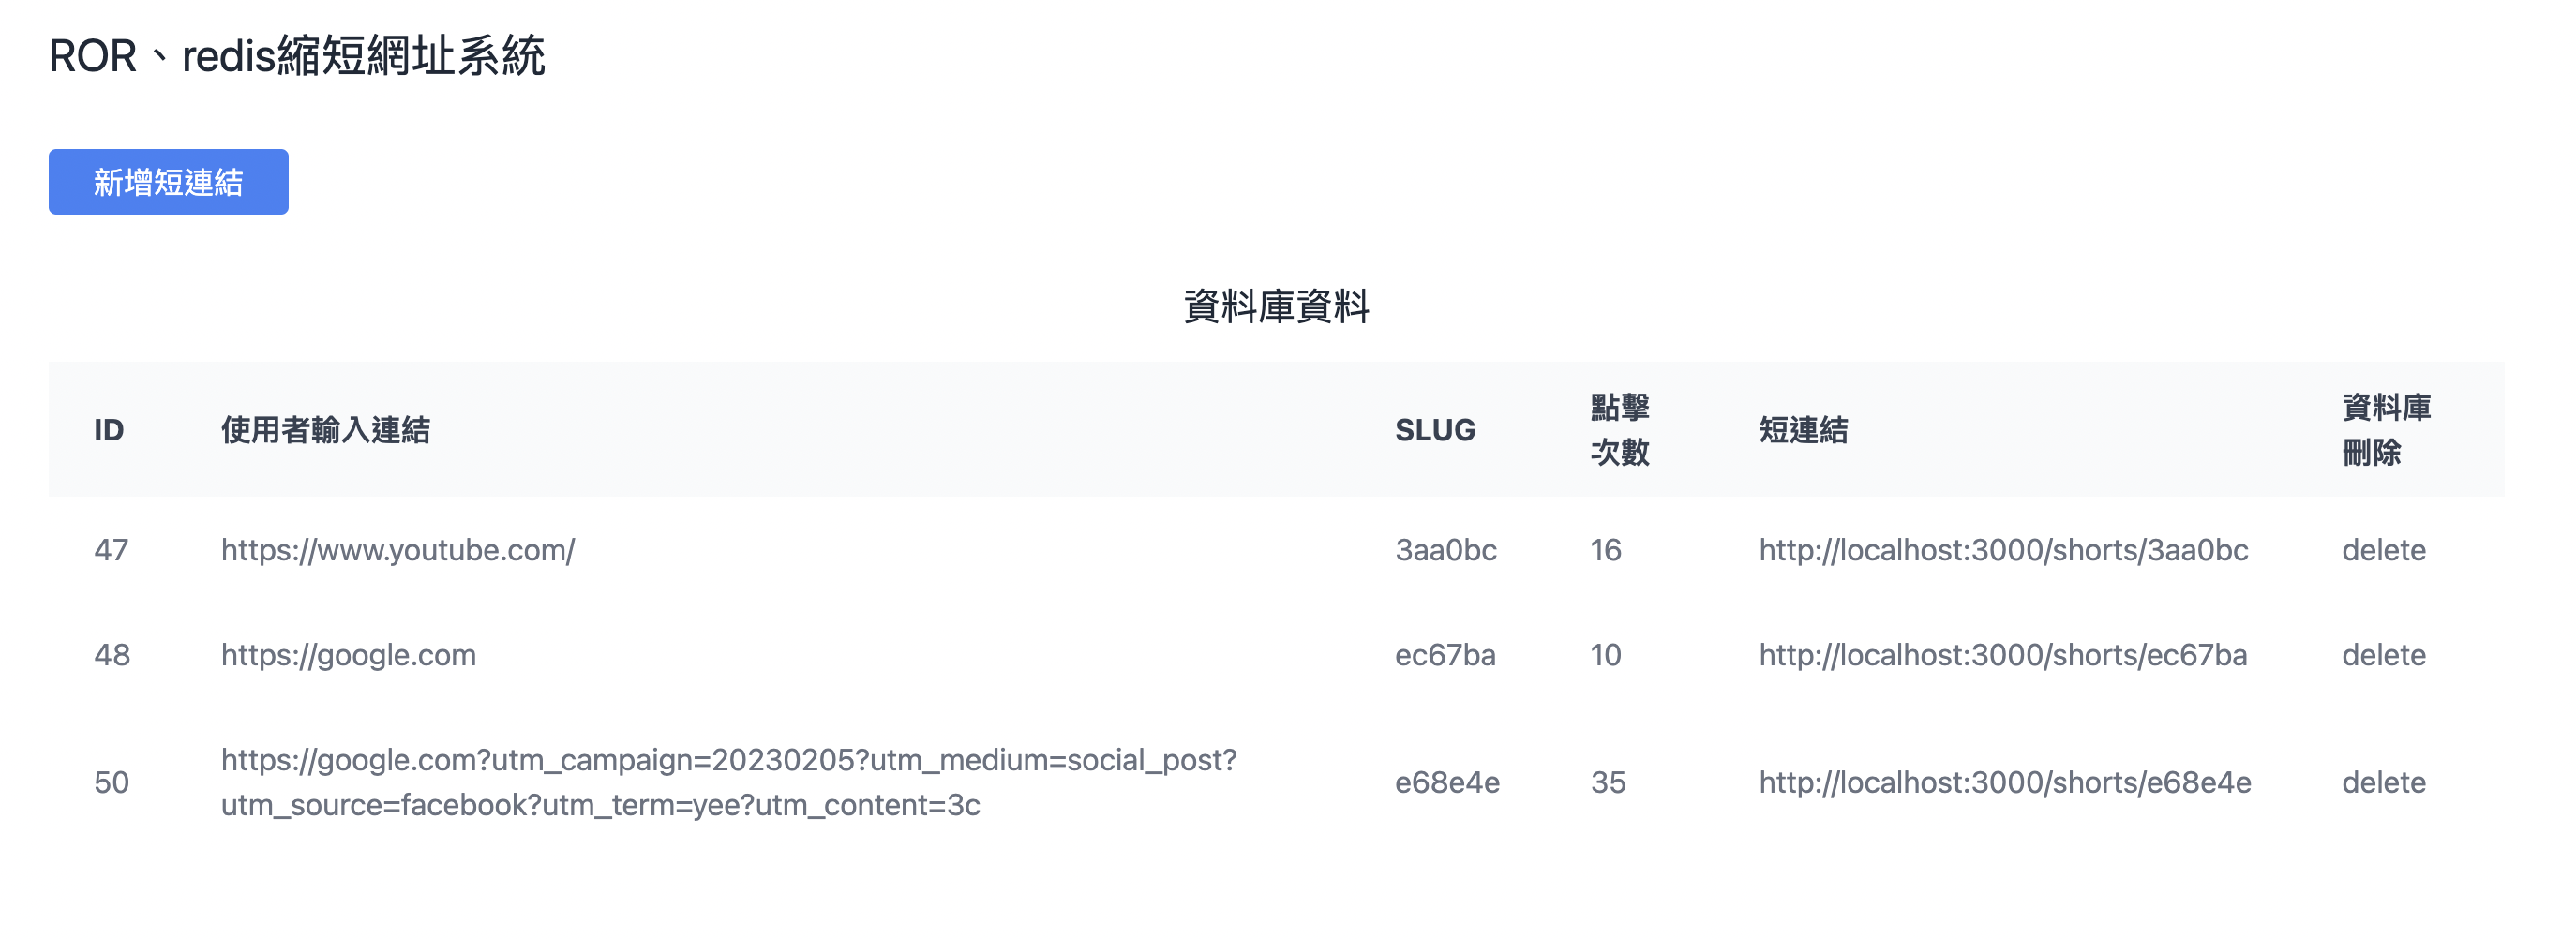 ROR、redis縮短網址系統
新增短連結
資料庫資料
ID 使用者輸入連結 SLUG 點擊次數 短連結 資料庫刪除
47 https://www.youtube.com/ 3aa0bc 16 http://localhost:3000/shorts/3aa0bc delete
48 https://google.com ec67ba 10 http://localhost:3000/shorts/ec67ba delete
50 https://google.com?utm_campaign=20230205?utm_medium=social_post?
utm_source=facebook?utm_term=yee?utm_content=3c e68e4e 35 http://localhost:3000/shorts/e68e4e delete